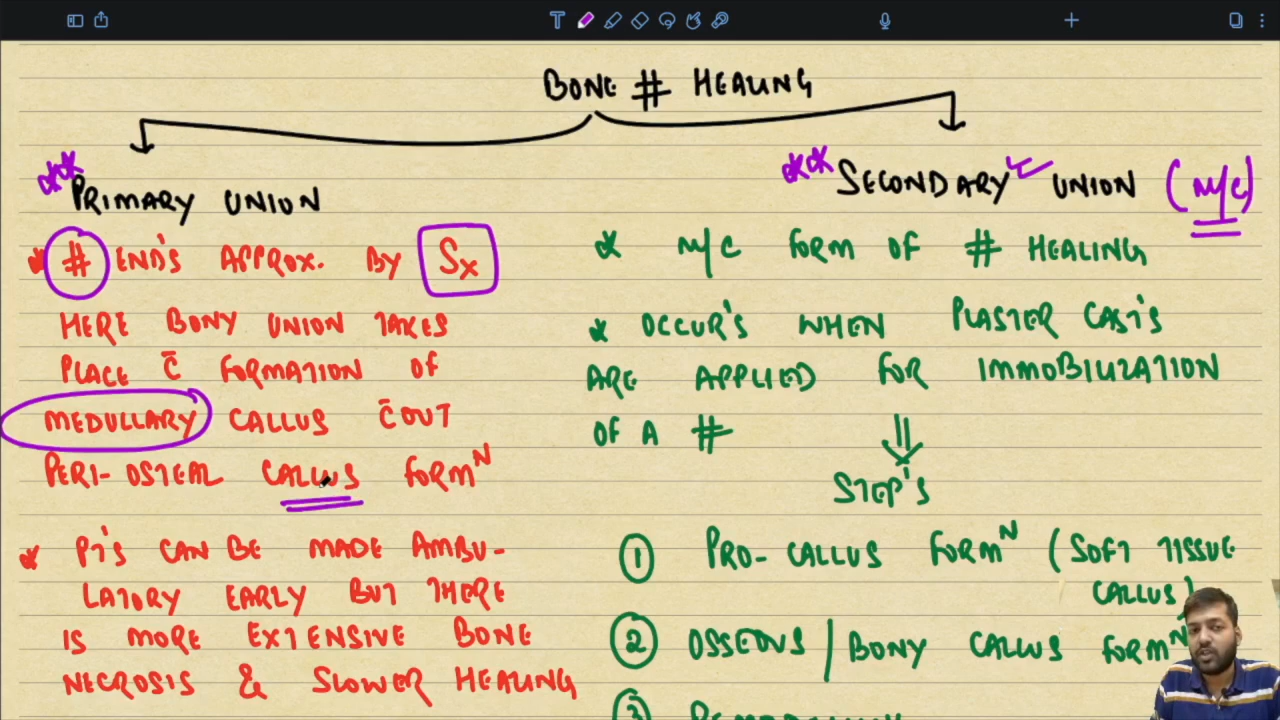 BONE # HEALING
** PRIMARY UNION
* # END'S APPROX. BY Sx
HERE BONY UNION TAKES
PLACE C̄ FORMATION OF
MEDULLARY CALLUS C̄OUT
PERI-OSTEAL CALLUS FORMᴺ
* PT'S CAN BE MADE AMBU-
LATORY EARLY BUT THERE
IS MORE EXTENSIVE BONE
NECROSIS & SLOWER HEALING
** SECONDARY UNION (M/C)
* M/C FORM OF # HEALING
* OCCUR'S WHEN PLASTER CAST'S
ARE APPLIED FOR IMMOBILIZATION
OF A #
STEP'S
① PRO-CALLUS FORMᴺ (SOFT TISSUE
CALLUS)
② OSSEOUS / BONY CALLUS FORMᴺ
③